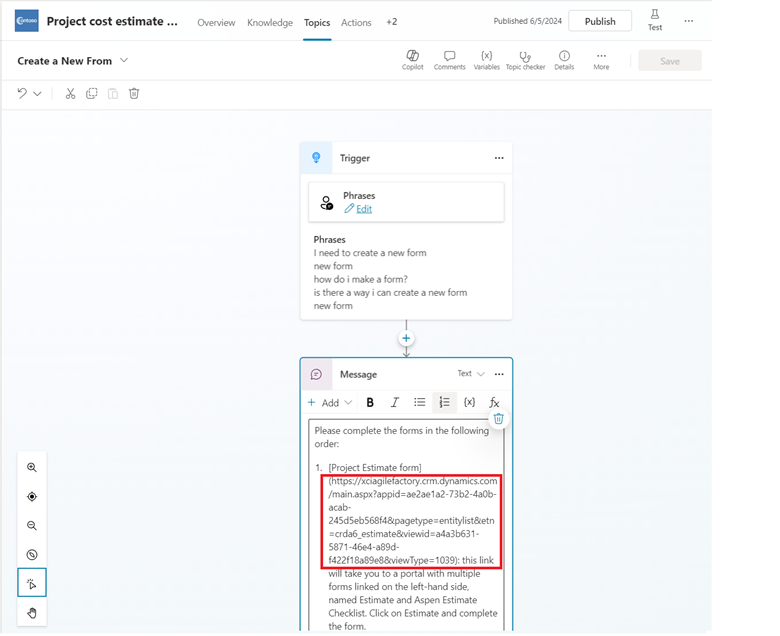 Contoso
Project cost estimate ...
Overview
Knowledge
Topics
Actions
+2
Published 6/5/2024
Publish
Test
...
Create a New From
Copilot
Comments
Variables
Topic checker
Details
More
Save
Trigger
...
Phrases
Edit
Phrases
I need to create a new form
new form
how do i make a form?
is there a way i can create a new form
new form
Message
Text
...
+ Add
B
I
{x}
fx
Please complete the forms in the following
order:
1. [Project Estimate form]
(https://xciagilefactory.crm.dynamics.com
/main.aspx?appid=ae2ae1a2-73b2-4a0b-
acab-
245d5eb568f4&pagetype=entitylist&etn
=crda6_estimate&viewid=a4a3b631-
5871-46e4-a89d-
f422f18a89e8&viewType=1039): this link
will take you to a portal with multiple
forms linked on the left-hand side,
named Estimate and Aspen Estimate
Checklist. Click on Estimate and complete
the form.